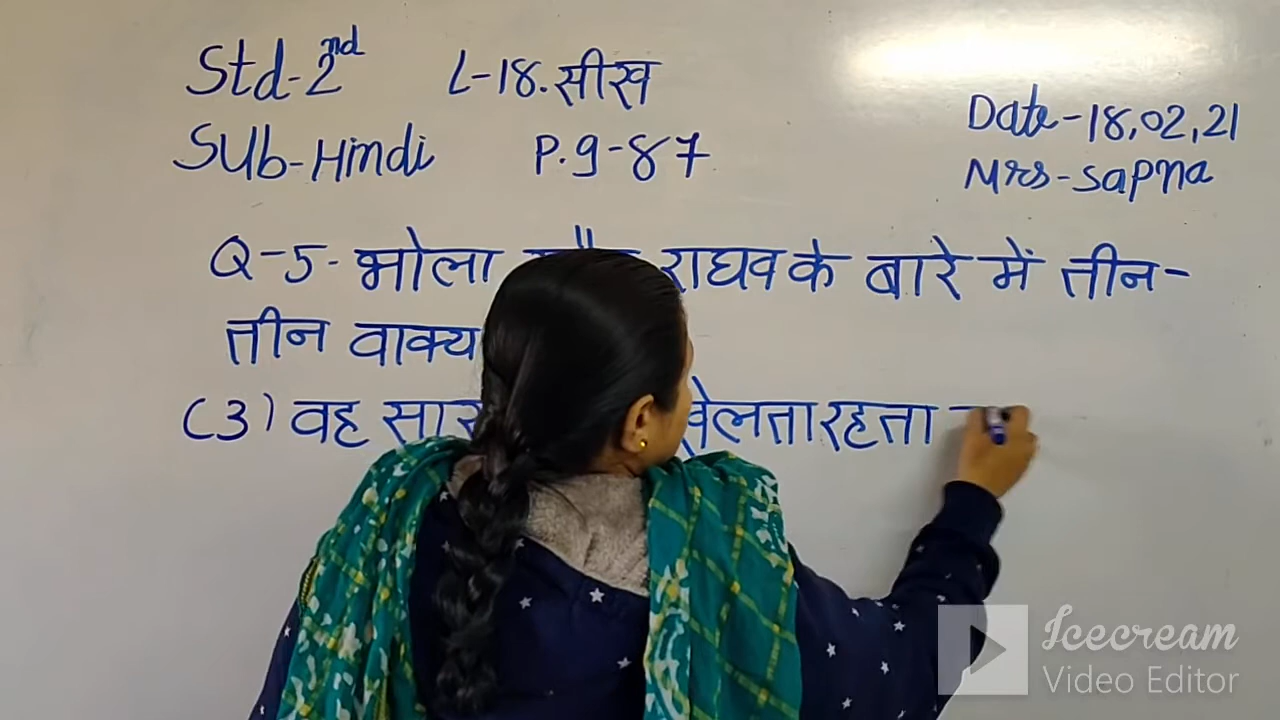 Std-2nd L-18. सीख
Date-18,02,21
Sub-Hindi P.g-87
Mrs-Sapna
Q-5- भोला राघव के बारे में तीन-
तीन वाक्य
(3) वह खेलता रहता
Icecream
Video Editor